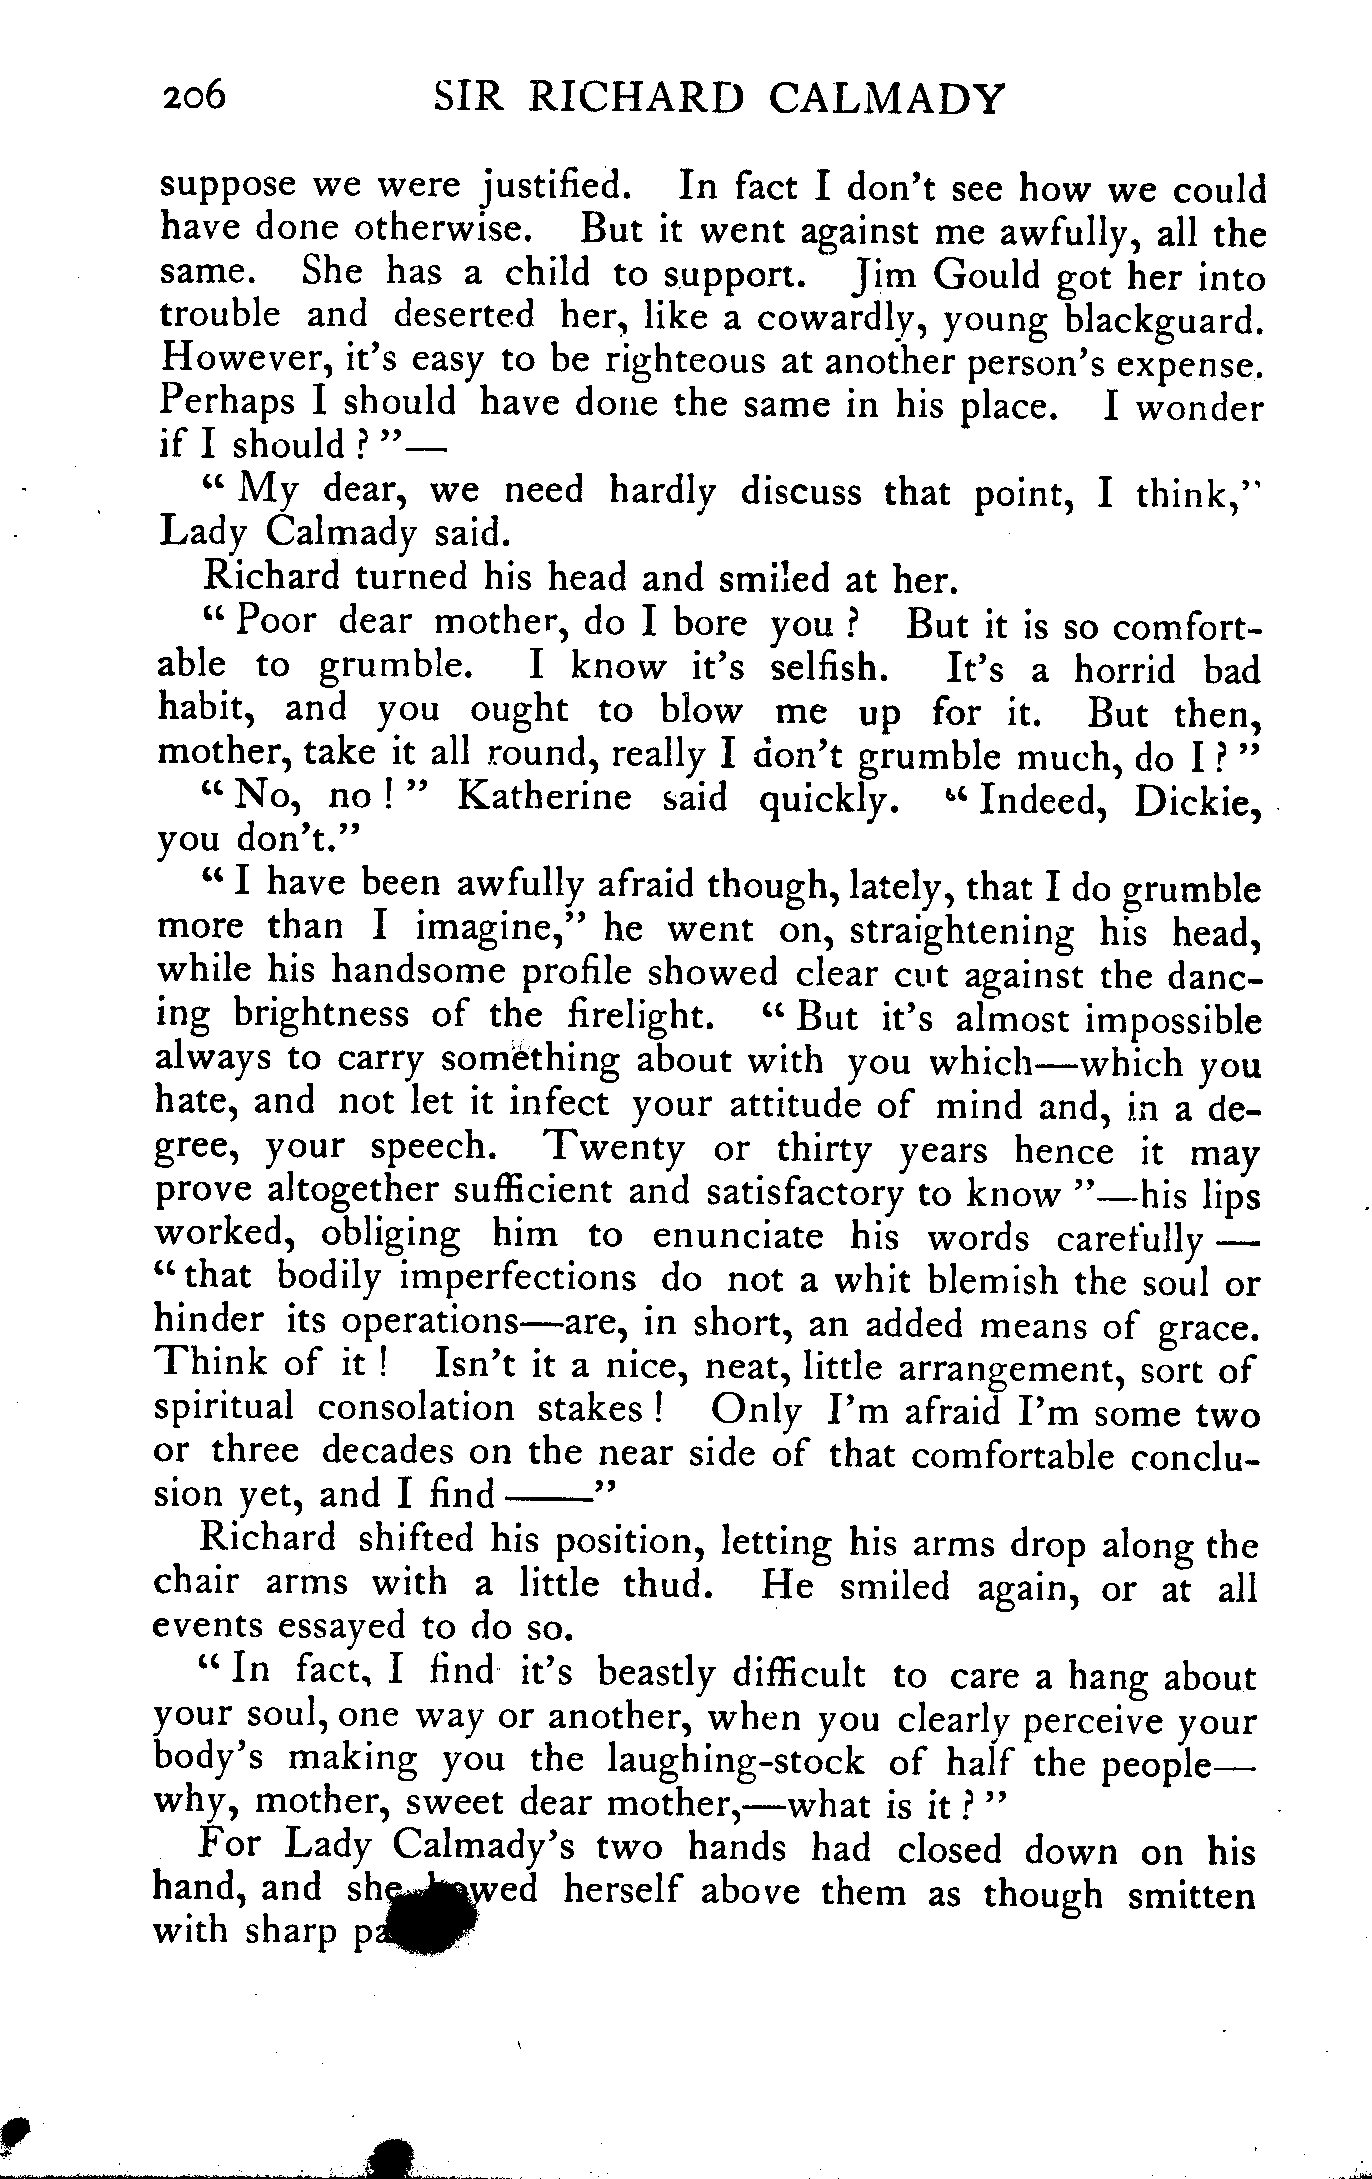 206 SIR RICHARD CALMADY
suppose we were justified. In fact I don't see how we could
have done otherwise. But it went against me awfully, all the
same. She has a child to support. Jim Gould got her into
trouble and deserted her, like a cowardly, young blackguard.
However, it's easy to be righteous at another person's expense.
Perhaps I should have done the same in his place. I wonder
if I should ? "—
" My dear, we need hardly discuss that point, I think,"
Lady Calmady said.
Richard turned his head and smiled at her.
" Poor dear mother, do I bore you ? But it is so comfort-
able to grumble. I know it's selfish. It's a horrid bad
habit, and you ought to blow me up for it. But then,
mother, take it all round, really I don't grumble much, do I ? "
" No, no ! " Katherine said quickly. " Indeed, Dickie,
you don't."
" I have been awfully afraid though, lately, that I do grumble
more than I imagine," he went on, straightening his head,
while his handsome profile showed clear cut against the danc-
ing brightness of the firelight. " But it's almost impossible
always to carry something about with you which—which you
hate, and not let it infect your attitude of mind and, in a de-
gree, your speech. Twenty or thirty years hence it may
prove altogether sufficient and satisfactory to know "—his lips
worked, obliging him to enunciate his words carefully —
" that bodily imperfections do not a whit blemish the soul or
hinder its operations—are, in short, an added means of grace.
Think of it ! Isn't it a nice, neat, little arrangement, sort of
spiritual consolation stakes ! Only I'm afraid I'm some two
or three decades on the near side of that comfortable conclu-
sion yet, and I find ——"
Richard shifted his position, letting his arms drop along the
chair arms with a little thud. He smiled again, or at all
events essayed to do so.
" In fact, I find it's beastly difficult to care a hang about
your soul, one way or another, when you clearly perceive your
body's making you the laughing-stock of half the people—
why, mother, sweet dear mother,—what is it ? "
For Lady Calmady's two hands had closed down on his
hand, and she bowed herself above them as though smitten
with sharp